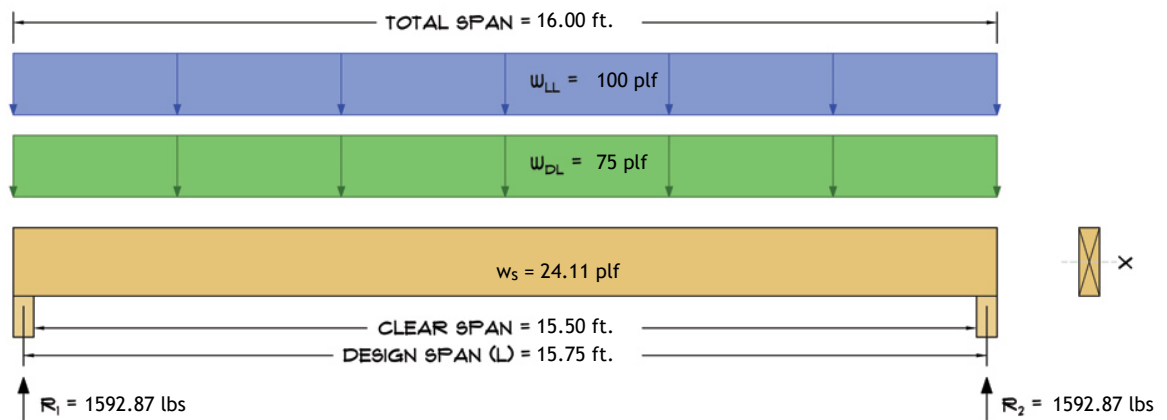 TOTAL SPAN = 16.00 ft.
WLL = 100 plf
WDL = 75 plf
ws = 24.11 plf
X
CLEAR SPAN = 15.50 ft.
DESIGN SPAN (L) = 15.75 ft.
R1 = 1592.87 lbs
R2 = 1592.87 lbs